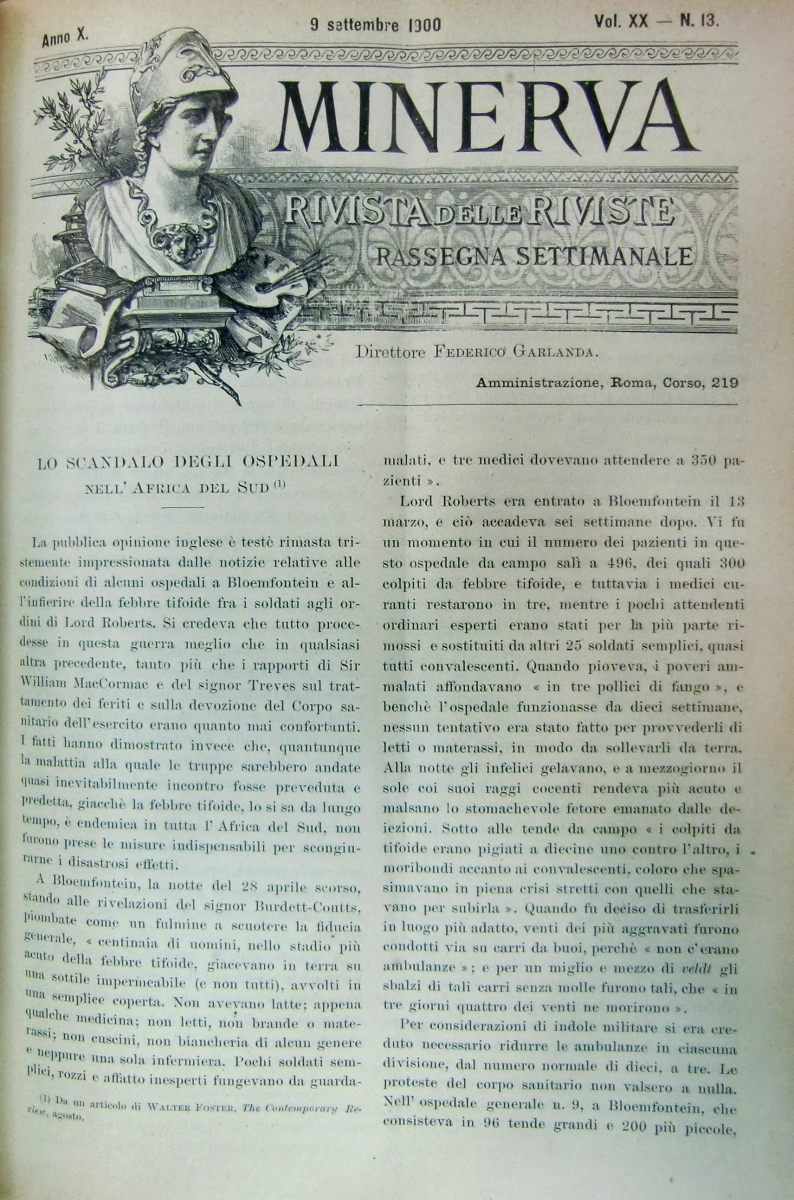 Anno X.
9 settembre 1900
Vol. XX — N. 13.
MINERVA
RIVISTA DELLE RIVISTE
RASSEGNA SETTIMANALE
Direttore FEDERICO GARLANDA.
Amministrazione, Roma, Corso, 219
LO SCANDALO DEGLI OSPEDALI
NELL' AFRICA DEL SUD (1)
La pubblica opinione inglese è testè rimasta tri-
stemente impressionata dalle notizie relative alle
condizioni di alcuni ospedali a Bloemfontein e al-
l'infierire della febbre tifoide fra i soldati agli or-
dini di Lord Roberts. Si credeva che tutto proce-
desse in questa guerra meglio che in qualsiasi
altra precedente, tanto più che i rapporti di Sir
William MacCormac e del signor Treves sul trat-
tamento dei feriti e sulla devozione del Corpo sa-
nitario dell'esercito erano quanto mai confortanti.
I fatti hanno dimostrato invece che, quantunque
la malattia alla quale le truppe sarebbero andate
quasi inevitabilmente incontro fosse preveduta e
predetta, giacchè la febbre tifoide, lo si sa da lungo
tempo, è endemica in tutta l' Africa del Sud, non
furono prese le misure indispensabili per scongiu-
rarne i disastrosi effetti.
A Bloemfontein, la notte del 28 aprile scorso,
stando alle rivelazioni del signor Burdett-Coutts,
piombate come un fulmine a scuotere la fiducia
generale, « centinaia di uomini, nello stadio più
acuto della febbre tifoide, giacevano in terra su
una sottile impermeabile (e non tutti), avvolti in
una semplice coperta. Non avevano latte; appena
qualche medicina; non letti, non brande o mate-
rassi; non cuscini, non biancheria di alcun genere
e neppure una sola infermiera. Pochi soldati sem-
plici, rozzi e affatto inesperti fungevano da guarda-
(1) Da un articolo di WALTER FOSTER, The Contemporary Re-
view, agosto.
malati, e tre medici dovevano attendere a 350 pa-
zienti ».
Lord Roberts era entrato a Bloemfontein il 13
marzo, e ciò accadeva sei settimane dopo. Vi fu
un momento in cui il numero dei pazienti in que-
sto ospedale da campo salì a 496, dei quali 300
colpiti da febbre tifoide, e tuttavia i medici cu-
ranti restarono in tre, mentre i pochi attendenti
ordinari esperti erano stati per la più parte ri-
mossi e sostituiti da altri 25 soldati semplici, quasi
tutti convalescenti. Quando pioveva, i poveri am-
malati affondavano « in tre pollici di fango », e
benchè l'ospedale funzionasse da dieci settimane,
nessun tentativo era stato fatto per provvederli di
letti o materassi, in modo da sollevarli da terra.
Alla notte gli infelici gelavano, e a mezzogiorno il
sole coi suoi raggi cocenti rendeva più acuto e
malsano lo stomachevole fetore emanato dalle de-
iezioni. Sotto alle tende da campo « i colpiti da
tifoide erano pigiati a diecine uno contro l'altro, i
moribondi accanto ai convalescenti, coloro che spa-
simavano in piena crisi stretti con quelli che sta-
vano per subirla ». Quando fu deciso di trasferirli
in luogo più adatto, venti dei più aggravati furono
condotti via su carri da buoi, perchè « non c'erano
ambulanze »; e per un miglio e mezzo di veldt gli
sbalzi di tali carri senza molle furono tali, che « in
tre giorni quattro dei venti ne morirono ».
Per considerazioni di indole militare si era cre-
duto necessario ridurre le ambulanze in ciascuna
divisione, dal numero normale di dieci, a tre. Le
proteste del corpo sanitario non valsero a nulla.
Nell' ospedale generale n. 9, a Bloemfontein, che
consisteva in 96 tende grandi e 200 più piccole,